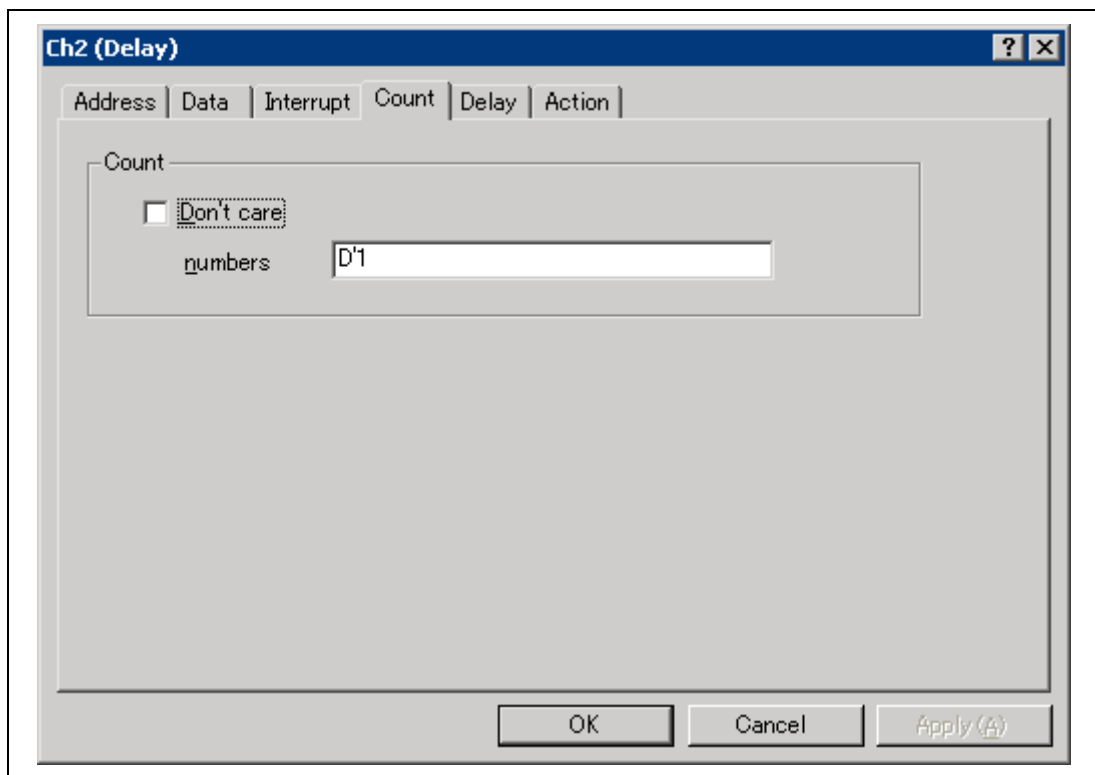 Ch2 (Delay)
Address Data Interrupt Count Delay Action
Count
Don't care
numbers D'1
OK Cancel Apply (A)